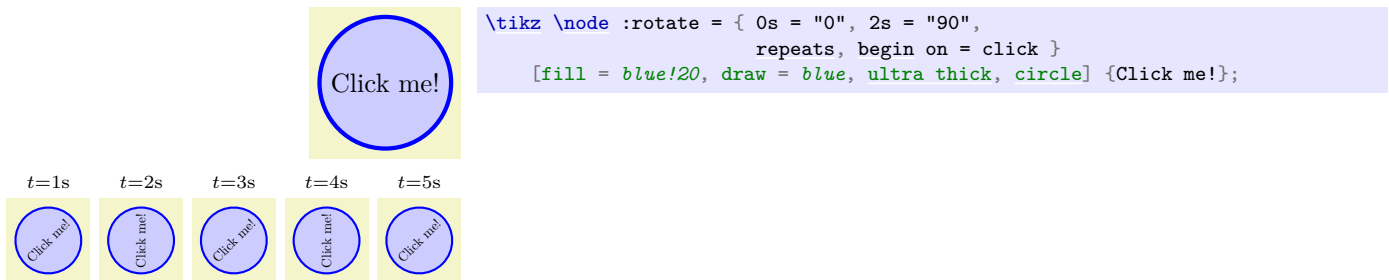 Click me!
\tikz \node :rotate = { 0s = "0", 2s = "90",
repeats, begin on = click }
[fill = blue!20, draw = blue, ultra thick, circle] {Click me!};
t=1s t=2s t=3s t=4s t=5s
Click me! Click me! Click me! Click me! Click me!